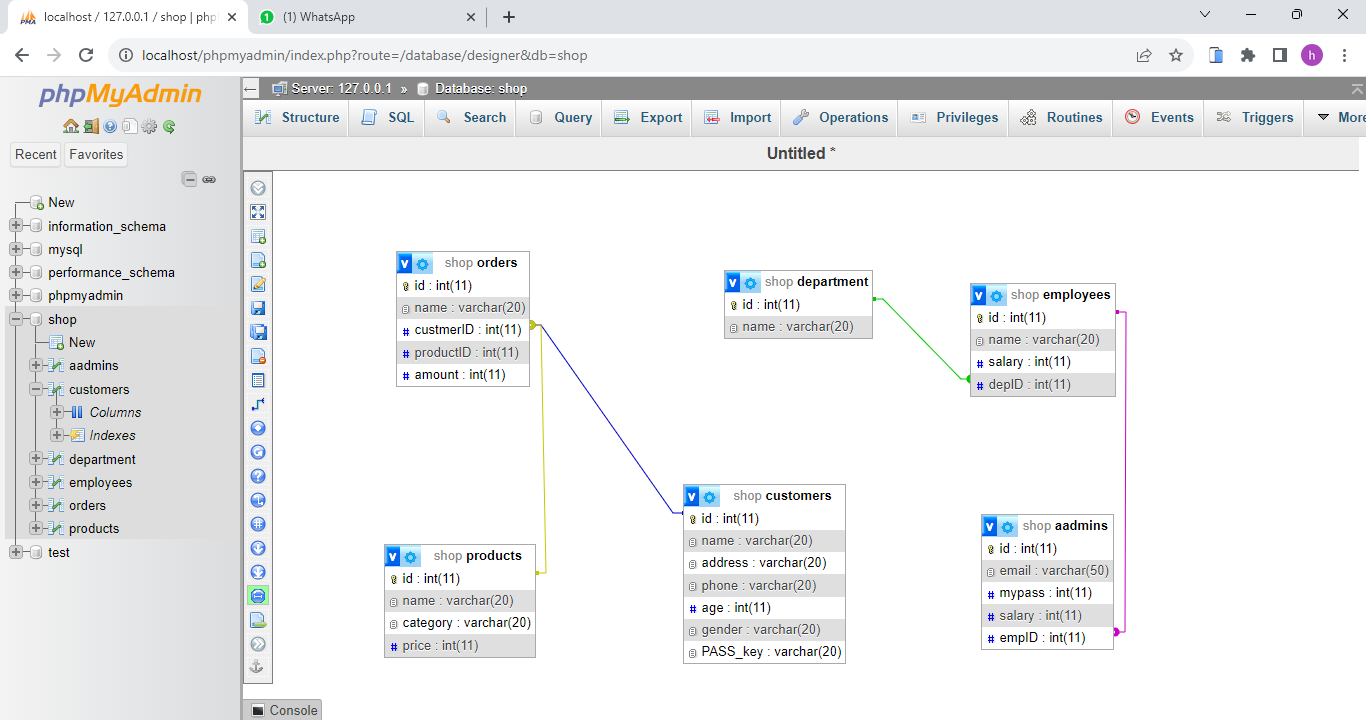 localhost / 127.0.0.1 / shop | php
(1) WhatsApp
localhost/phpmyadmin/index.php?route=/database/designer&db=shop
h
phpMyAdmin
Recent Favorites
New
information_schema
mysql
performance_schema
phpmyadmin
shop
New
aadmins
customers
Columns
Indexes
department
employees
orders
products
test
Server: 127.0.0.1 » Database: shop
Structure SQL Search Query Export Import Operations Privileges Routines Events Triggers More
Untitled *
shop orders
id : int(11)
name : varchar(20)
custmerID : int(11)
productID : int(11)
amount : int(11)
shop department
id : int(11)
name : varchar(20)
shop employees
id : int(11)
name : varchar(20)
salary : int(11)
depID : int(11)
shop products
id : int(11)
name : varchar(20)
category : varchar(20)
price : int(11)
shop customers
id : int(11)
name : varchar(20)
address : varchar(20)
phone : varchar(20)
age : int(11)
gender : varchar(20)
PASS_key : varchar(20)
shop aadmins
id : int(11)
email : varchar(50)
mypass : int(11)
salary : int(11)
empID : int(11)
Console